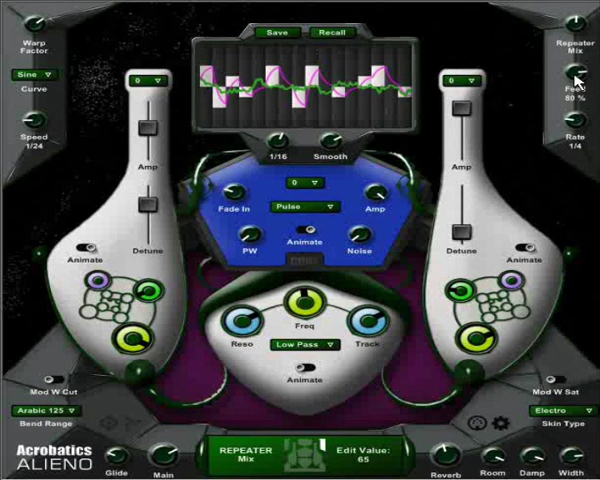 Save
Recall
Warp
Factor
Sine
Curve
Speed
1/24
Repeater
Mix
80 %
Rate
1/4
0
Amp
Detune
Animate
1/16
Smooth
0
Fade In
Pulse
Amp
PW
Animate
Noise
0
Amp
Detune
Animate
Reso
Freq
Track
Low Pass
Animate
Mod W Cut
Arabic 125
Bend Range
Mod W Sat
Electro
Skin Type
Acrobatics
ALIENO
Glide
Main
REPEATER
Mix
Edit Value:
65
Reverb
Room
Damp
Width